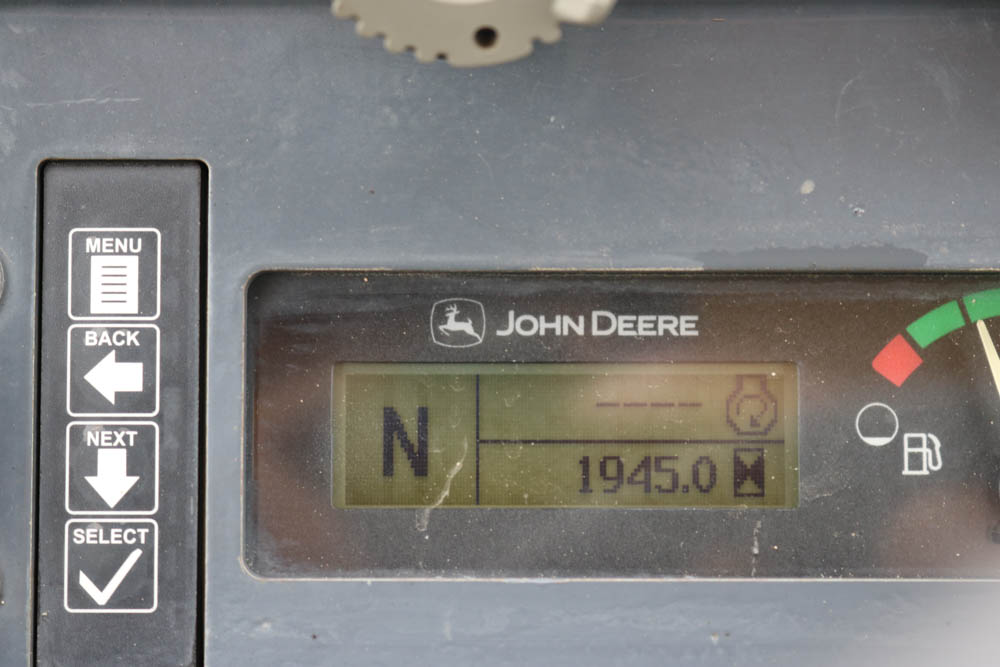 MENU
BACK
NEXT
SELECT
JOHN DEERE
N
----
1945.0